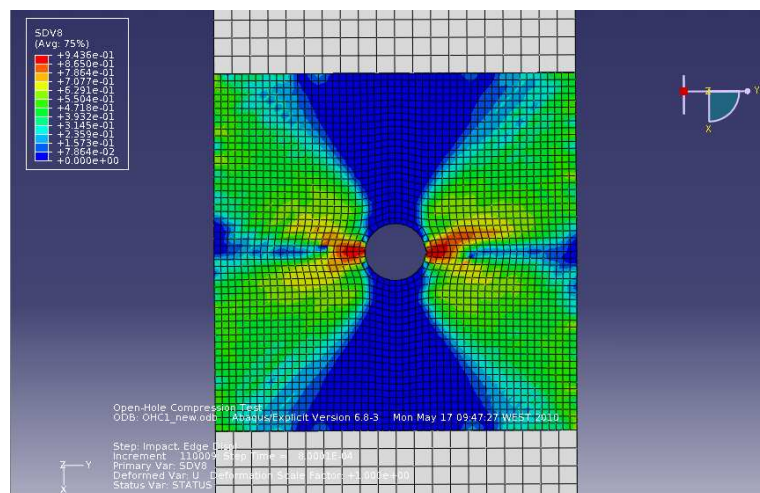 SDV8
(Avg: 75%)
+9.436e-01
+8.650e-01
+7.864e-01
+7.077e-01
+6.291e-01
+5.504e-01
+4.718e-01
+3.932e-01
+3.145e-01
+2.359e-01
+1.573e-01
+7.864e-02
+0.000e+00
Z
Y
X
Open-Hole Compression Test
ODB: OHC1_new.odb Abaqus/Explicit Version 6.8-3 Mon May 17 09:47:27 WEST 2010
Step: Impact, Edge Displ
Increment 110009: Step Time = 8.0001E-04
Primary Var: SDV8
Deformed Var: U Deformation Scale Factor: +1.000e+00
Status Var: STATUS
Z
Y
X